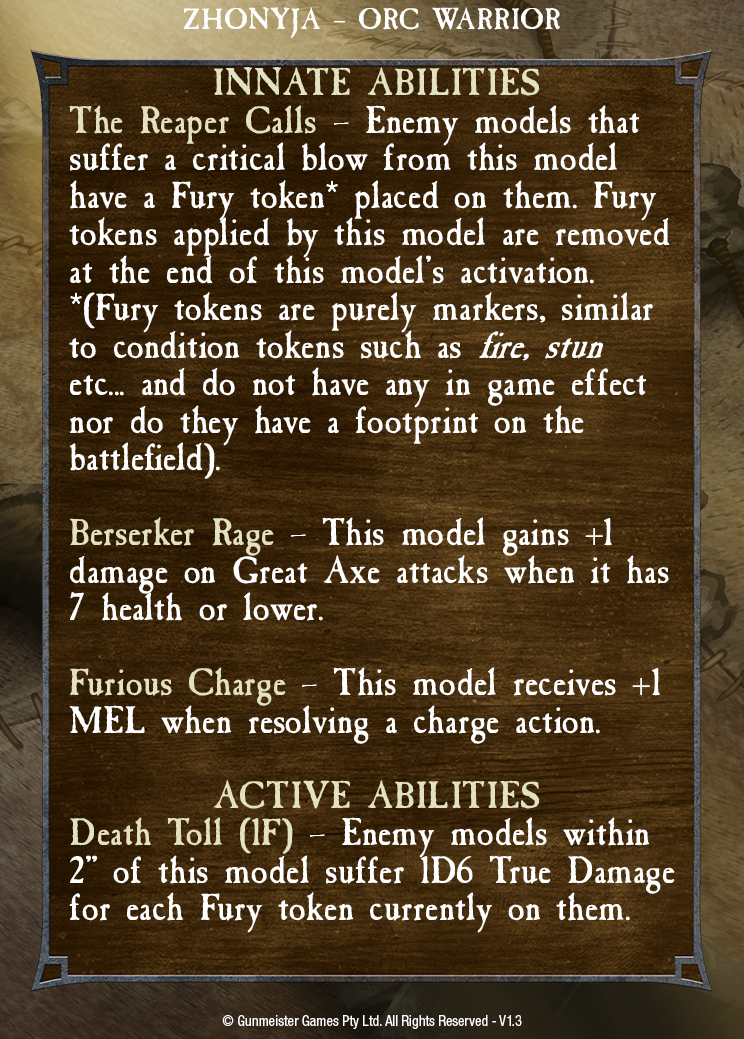 ZHONYJA – ORC WARRIOR
INNATE ABILITIES
The Reaper Calls – Enemy models that
suffer a critical blow from this model
have a Fury token* placed on them. Fury
tokens applied by this model are removed
at the end of this model's activation.
*(Fury tokens are purely markers, similar
to condition tokens such as fire, stun
etc... and do not have any in game effect
nor do they have a footprint on the
battlefield).
Berserker Rage – This model gains +1
damage on Great Axe attacks when it has
7 health or lower.
Furious Charge – This model receives +1
MEL when resolving a charge action.
ACTIVE ABILITIES
Death Toll (1F) – Enemy models within
2" of this model suffer 1D6 True Damage
for each Fury token currently on them.
© Gunmeister Games Pty Ltd. All Rights Reserved - V1.3